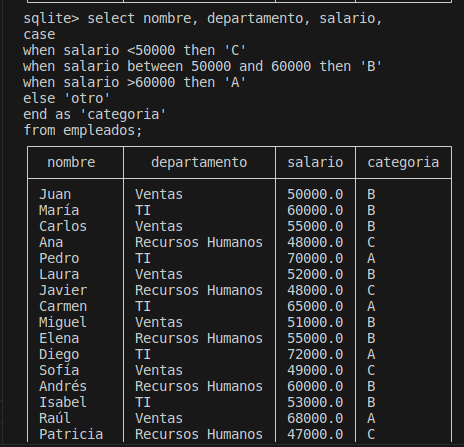 sqlite> select nombre, departamento, salario,
case
when salario <50000 then 'C'
when salario between 50000 and 60000 then 'B'
when salario >60000 then 'A'
else 'otro'
end as 'categoria'
from empleados;
nombre departamento salario categoria
Juan Ventas 50000.0 B
María TI 60000.0 B
Carlos Ventas 55000.0 B
Ana Recursos Humanos 48000.0 C
Pedro TI 70000.0 A
Laura Ventas 52000.0 B
Javier Recursos Humanos 48000.0 C
Carmen TI 65000.0 A
Miguel Ventas 51000.0 B
Elena Recursos Humanos 55000.0 B
Diego TI 72000.0 A
Sofía Ventas 49000.0 C
Andrés Recursos Humanos 60000.0 B
Isabel TI 53000.0 B
Raúl Ventas 68000.0 A
Patricia Recursos Humanos 47000.0 C